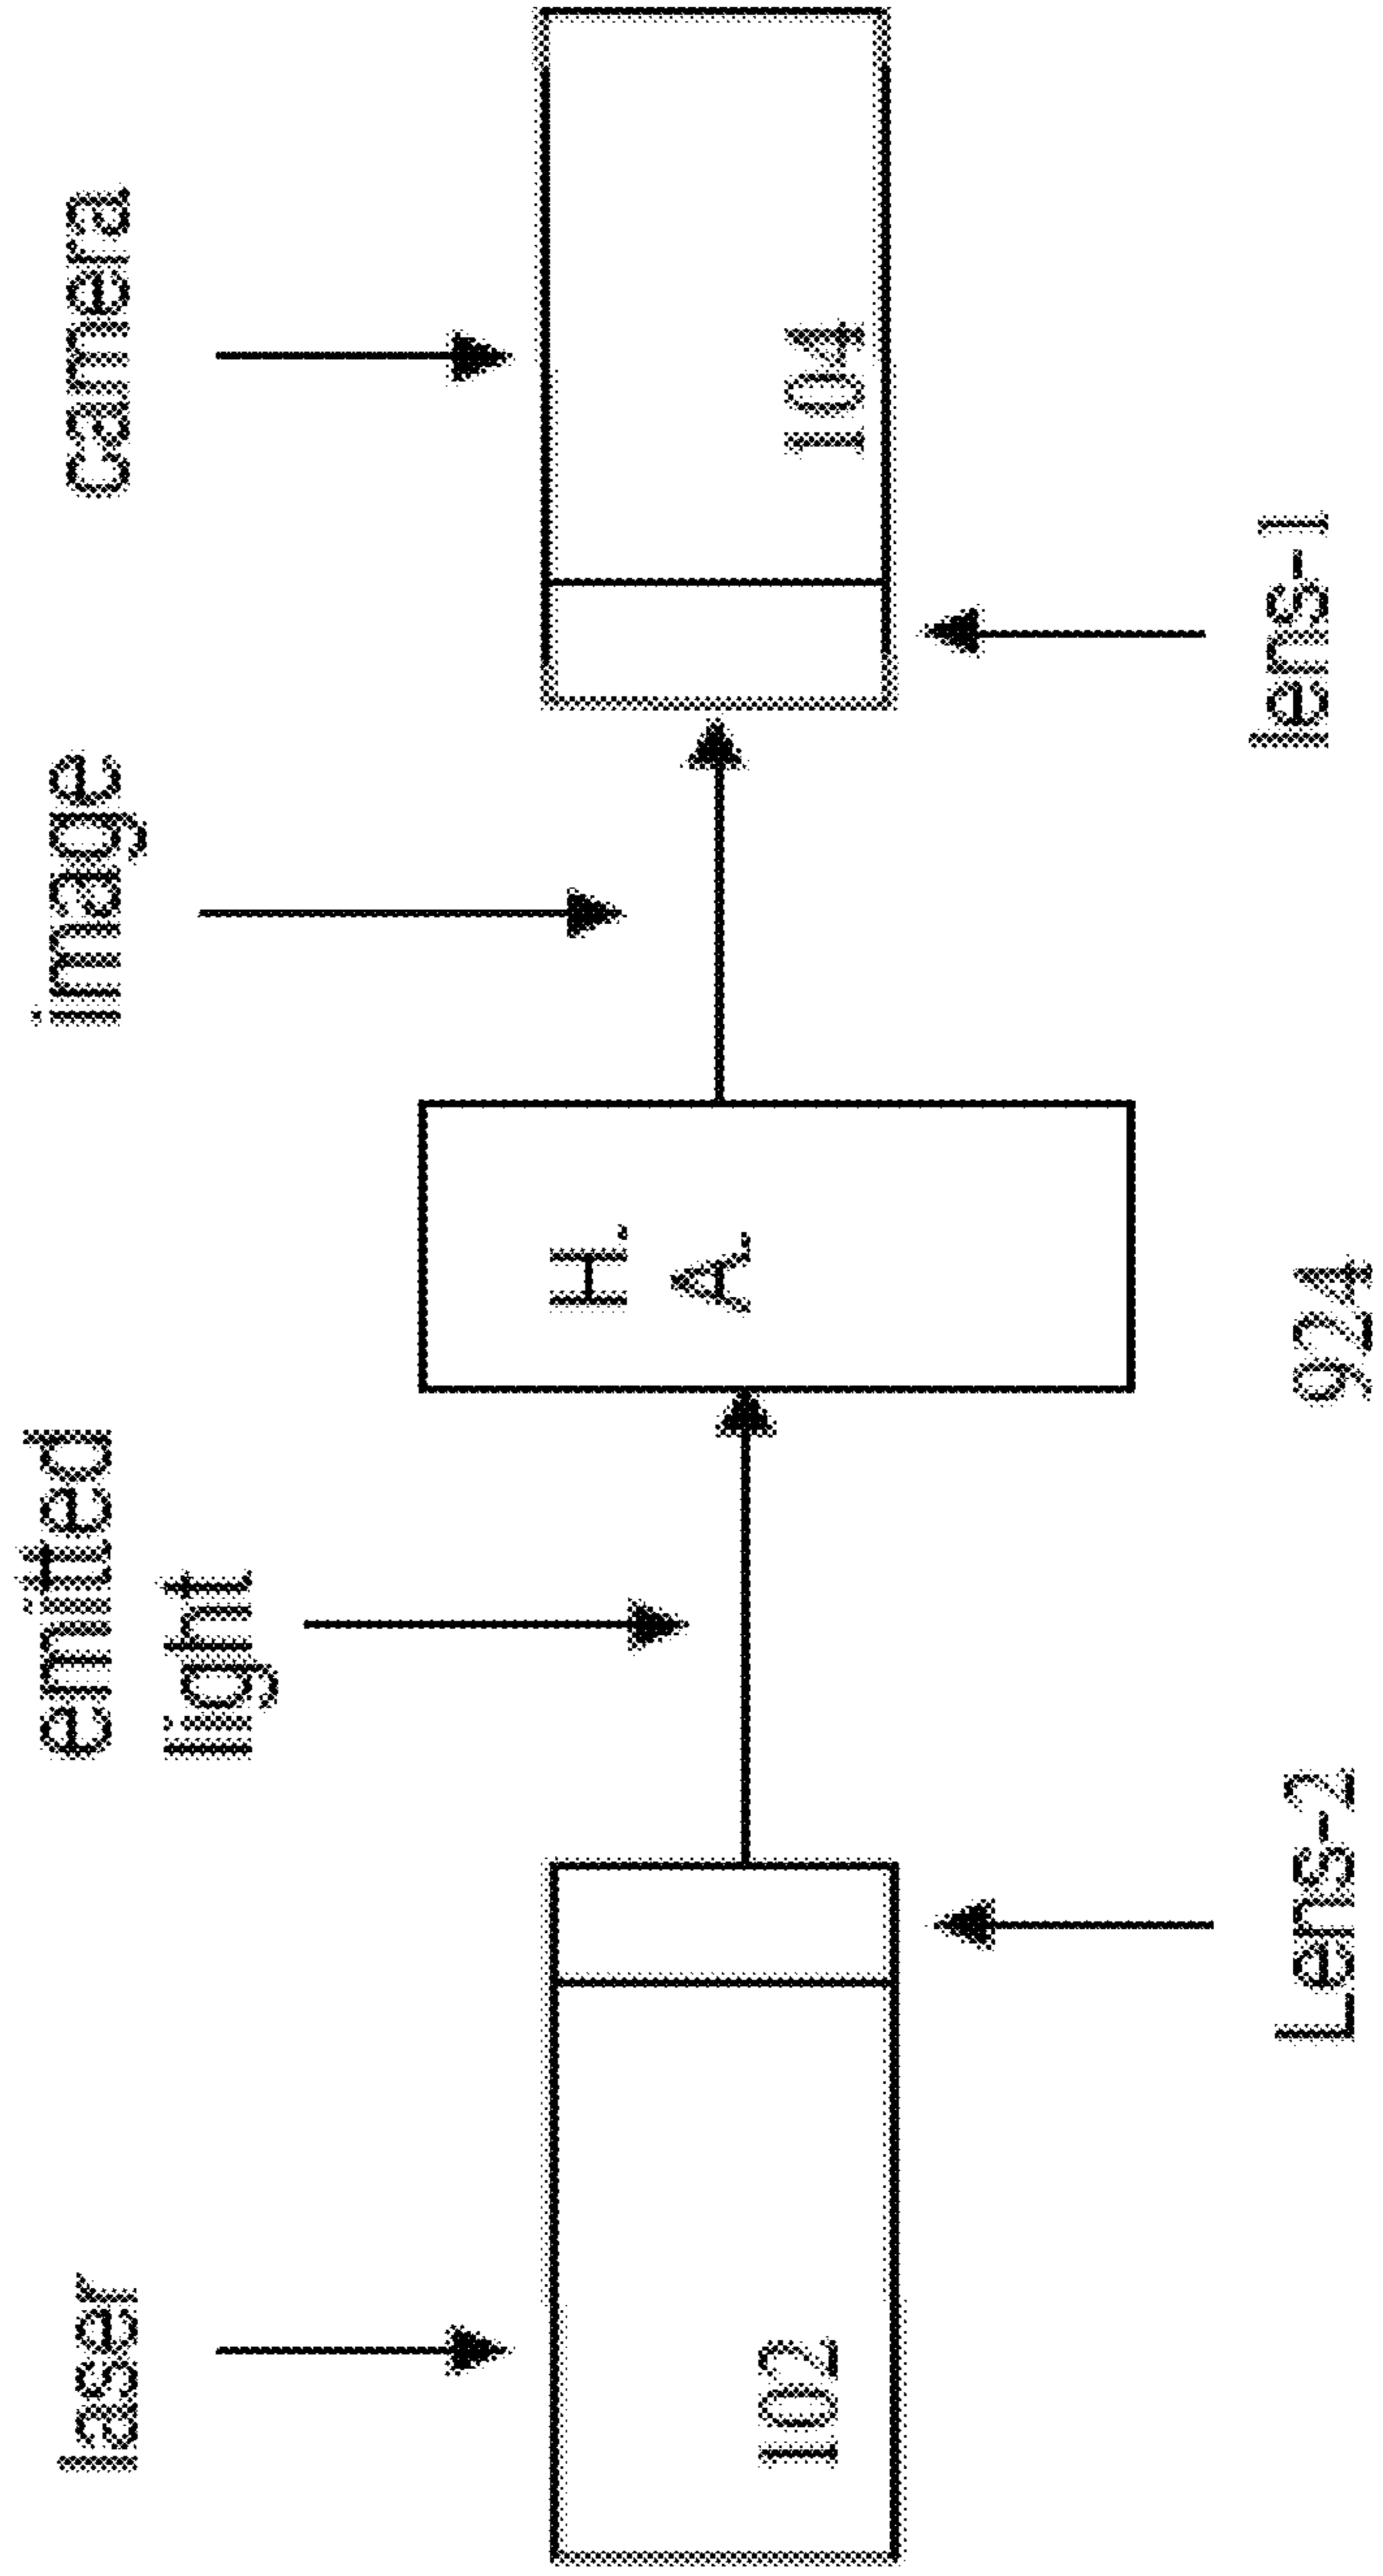 laser
emitted
light
image
camera
102
H.
A.
104
Lens-2
924
lens-1